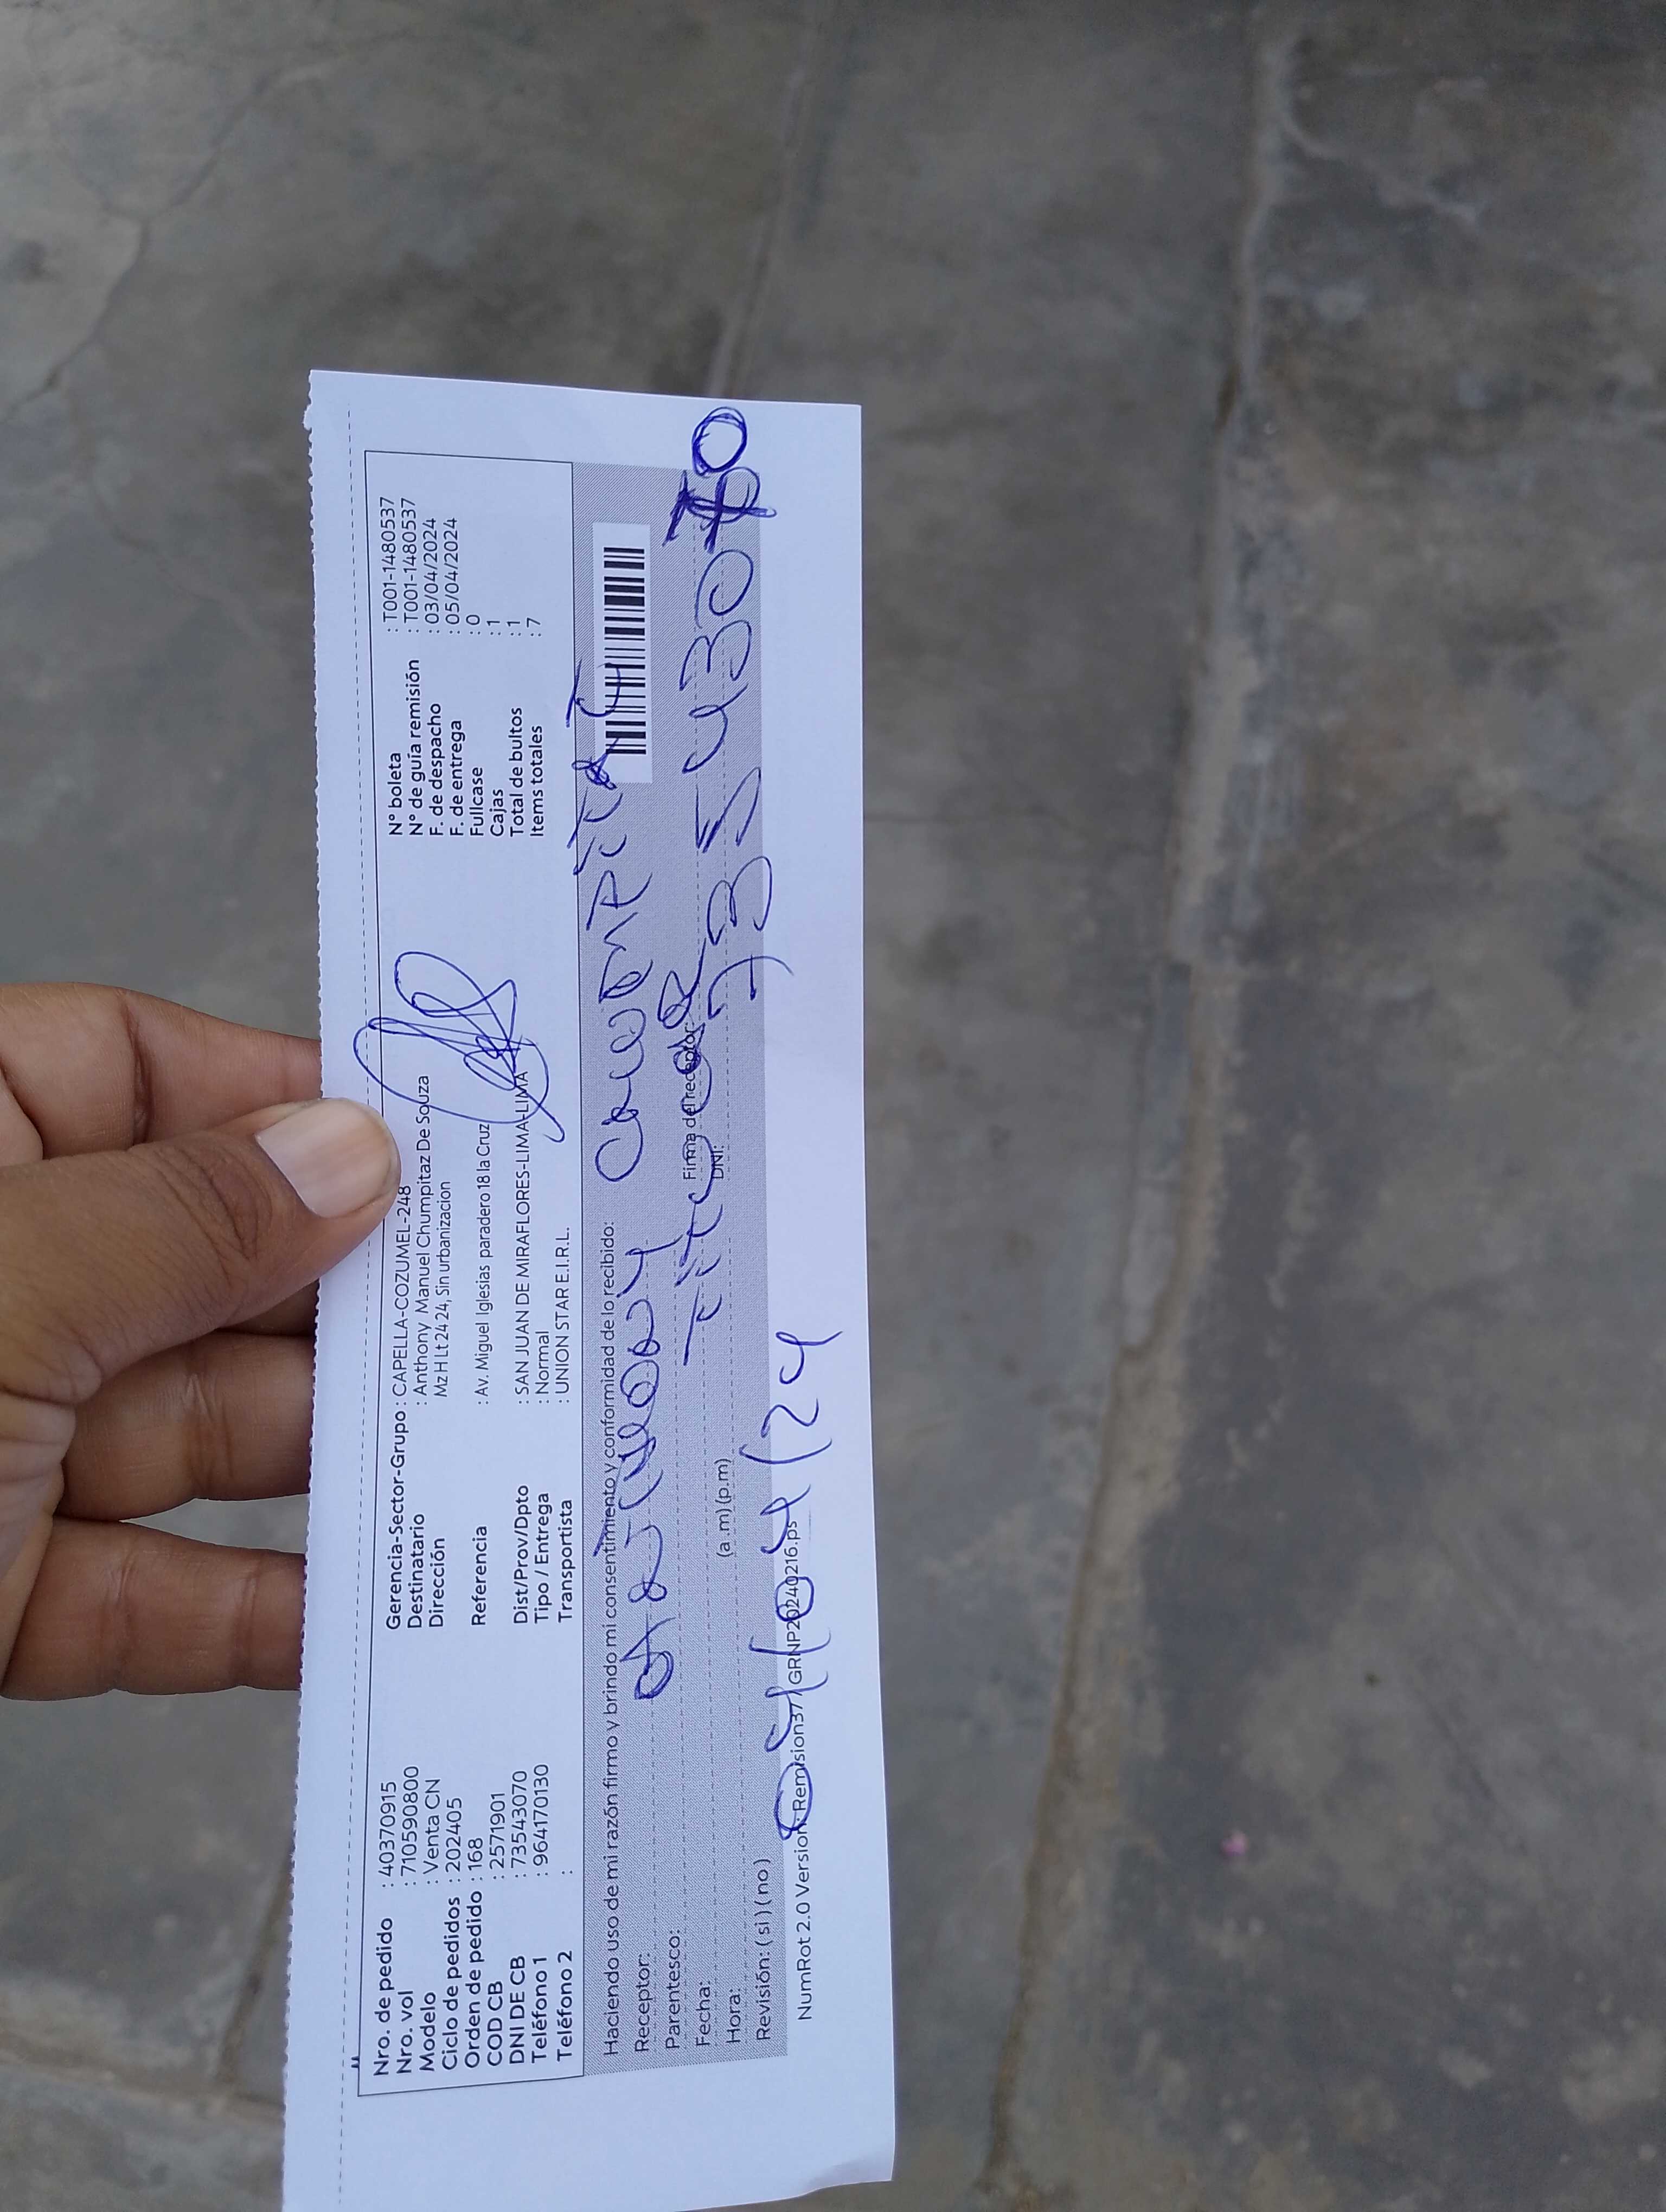 Nro. de pedido : 40370915
Nro. vol : 710590800
Modelo : Venta CN
Ciclo de pedidos : 202405
Orden de pedido : 168
COD CB : 2571901
DNI DE CB : 73543070
Teléfono 1 : 964170130
Teléfono 2 :
Gerencia-Sector-Grupo : CAPELLA-COZUMEL-248
Destinatario : Anthony Manuel Chumpitaz De Souza
Dirección Mz H Lt 24 24, Sin urbanizacion
Referencia : Av. Miguel Iglesias paradero 18 la Cruz
Dist/Prov/Dpto : SAN JUAN DE MIRAFLORES-LIMA-LIMA
Tipo / Entrega : Normal
Transportista : UNION STAR E.I.R.L.
N° boleta : T001-1480537
N° de guía remisión : T001-1480537
F. de despacho : 03/04/2024
F. de entrega : 05/04/2024
Fullcase : 0
Cajas : 1
Total de bultos : 1
Items totales : 7
Haciendo uso de mi razón firmo y brindo mi consentimiento y conformidad de lo recibido:
Receptor:
Parentesco:
Fecha: Firma del receptor:
Hora: (a .m) (p.m) DNI: 73543070
Revisión: ( si ) ( no )
05/04/24
NumRot 2.0 Version: Remision37 / GRNP20240216.ps